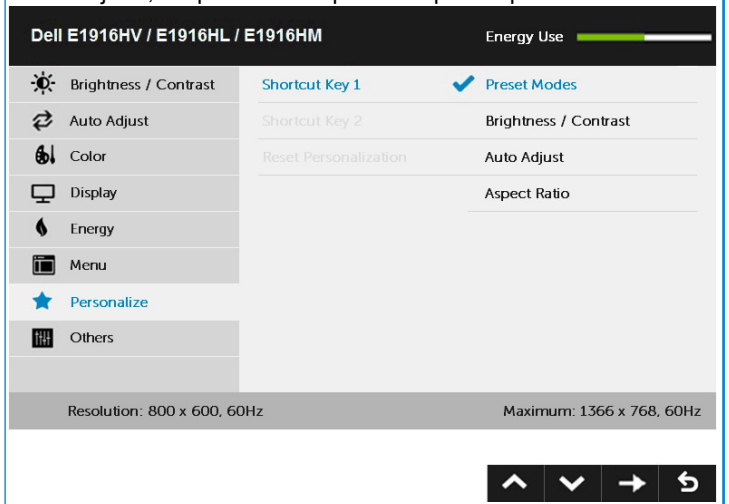 Dell E1916HV / E1916HL / E1916HM
Energy Use
Brightness / Contrast
Shortcut Key 1
Preset Modes
Auto Adjust
Shortcut Key 2
Brightness / Contrast
Color
Reset Personalization
Auto Adjust
Display
Aspect Ratio
Energy
Menu
Personalize
Others
Resolution: 800 x 600, 60Hz
Maximum: 1366 x 768, 60Hz